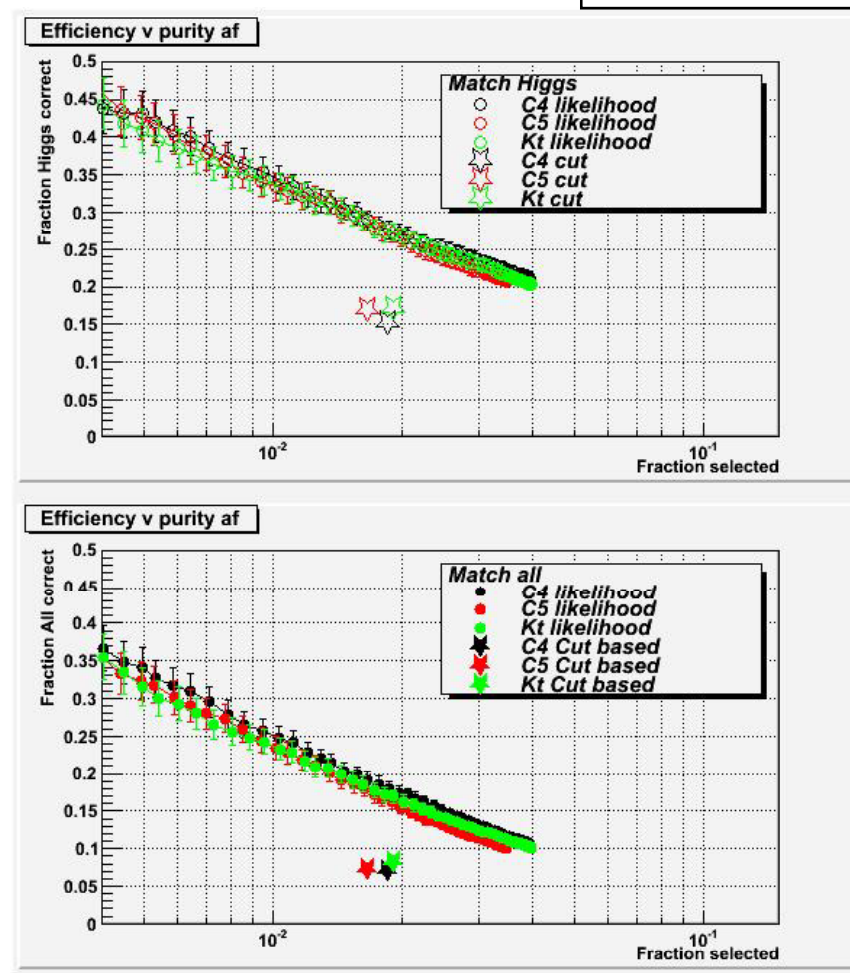 Efficiency v purity af
Fraction Higgs correct
0.5
0.45
0.4
0.35
0.3
0.25
0.2
0.15
0.1
0.05
0
Match Higgs
C4 likelihood
C5 likelihood
Kt likelihood
C4 cut
C5 cut
Kt cut
10-2
10-1
Fraction selected
Efficiency v purity af
Fraction All correct
0.5
0.45
0.4
0.35
0.3
0.25
0.2
0.15
0.1
0.05
0
Match all
C4 likelihood
C5 likelihood
Kt likelihood
C4 Cut based
C5 Cut based
Kt Cut based
10-2
10-1
Fraction selected